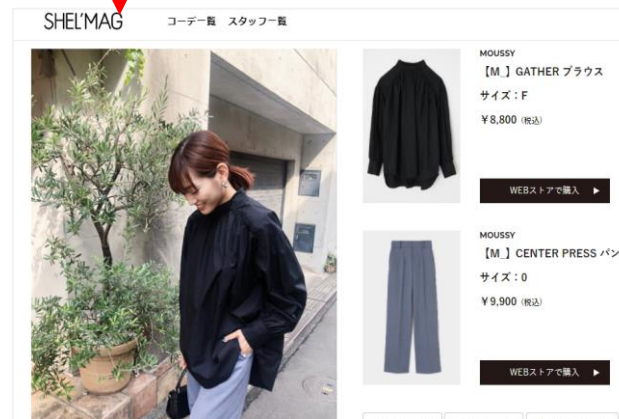 SHEL'MAG
コーデ一覧 スタッフ一覧
MOUSSY
【M_】GATHER ブラウス
サイズ：F
¥8,800（税込）
WEBストアで購入 ▶
MOUSSY
【M_】CENTER PRESS パン
サイズ：0
¥9,900（税込）
WEBストアで購入 ▶